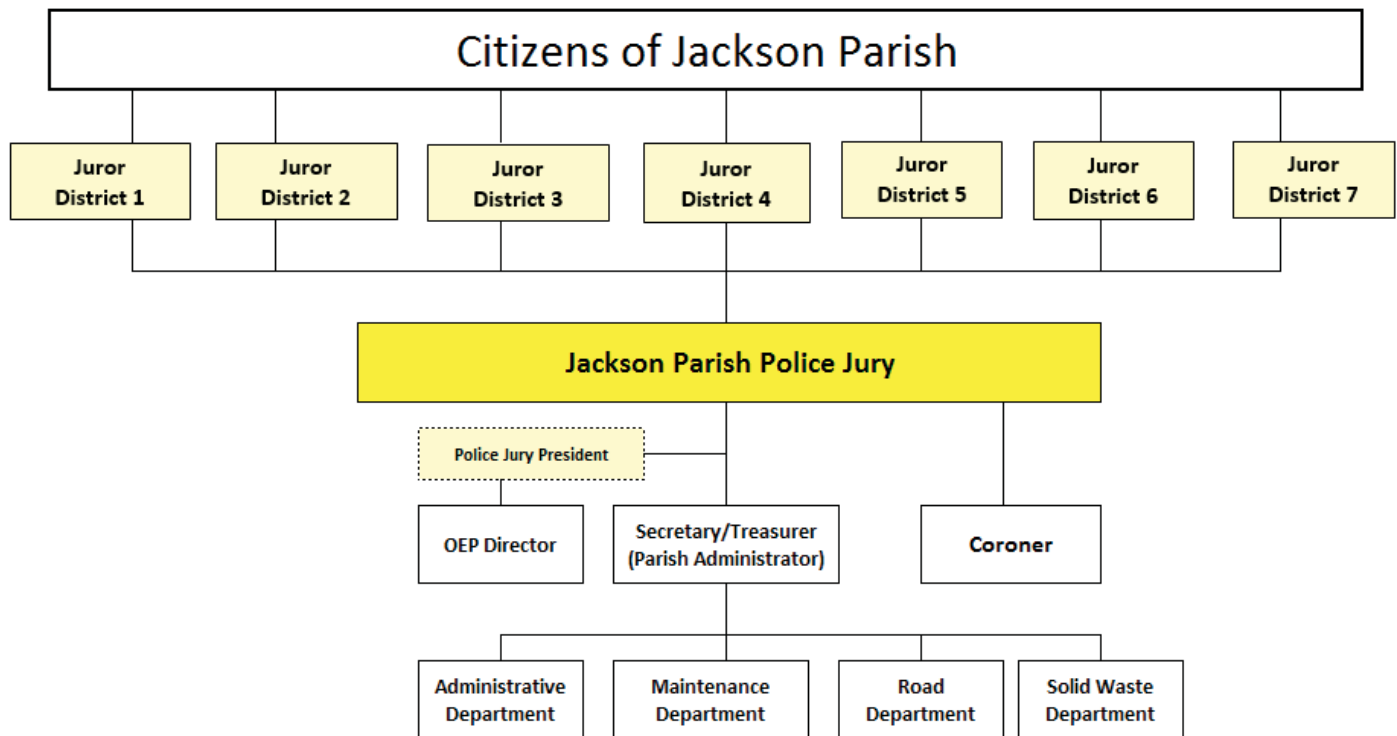 Citizens of Jackson Parish
Juror
District 1
Juror
District 2
Juror
District 3
Juror
District 4
Juror
District 5
Juror
District 6
Juror
District 7
Jackson Parish Police Jury
Police Jury President
OEP Director
Secretary/Treasurer
(Parish Administrator)
Coroner
Administrative
Department
Maintenance
Department
Road
Department
Solid Waste
Department